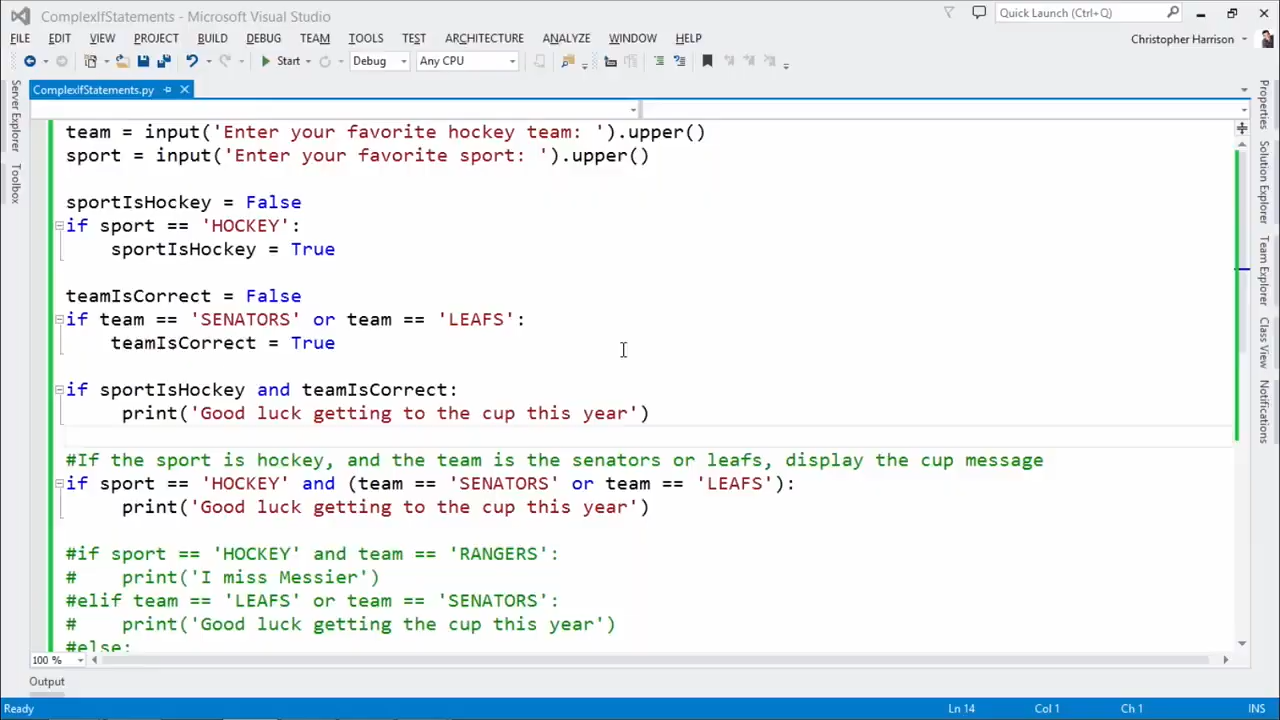 ComplexIfStatements - Microsoft Visual Studio
Quick Launch (Ctrl+Q)
FILE EDIT VIEW PROJECT BUILD DEBUG TEAM TOOLS TEST ARCHITECTURE ANALYZE WINDOW HELP
Christopher Harrison
Start Debug Any CPU
ComplexIfStatements.py
Server Explorer
Toolbox
team = input('Enter your favorite hockey team: ').upper()
sport = input('Enter your favorite sport: ').upper()
sportIsHockey = False
if sport == 'HOCKEY':
sportIsHockey = True
teamIsCorrect = False
if team == 'SENATORS' or team == 'LEAFS':
teamIsCorrect = True
if sportIsHockey and teamIsCorrect:
print('Good luck getting to the cup this year')
#If the sport is hockey, and the team is the senators or leafs, display the cup message
if sport == 'HOCKEY' and (team == 'SENATORS' or team == 'LEAFS'):
print('Good luck getting to the cup this year')
#if sport == 'HOCKEY' and team == 'RANGERS':
#    print('I miss Messier')
#elif team == 'LEAFS' or team == 'SENATORS':
#    print('Good luck getting the cup this year')
#else:
Properties
Solution Explorer
Team Explorer
Class View
Notifications
100 %
Output
Ready Ln 14 Col 1 Ch 1 INS